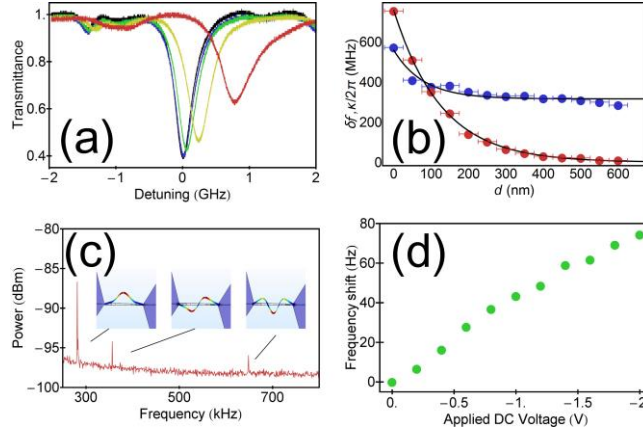 1.
0.8
0.6
0.4
Transmittance
(a)
−2 −1 0 1 2
Detuning (GHz)
(b)
600
400
200
0
δf, κ/2π (MHz)
0 100 200 300 400 500 600
d (nm)
−80
−85
−90
−95
−100
Power (dBm)
(c)
300 500 700
Frequency (kHz)
(d)
80
60
40
20
0
Frequency shift (Hz)
0. −0.5 −1. −1.5 −2
Applied DC Voltage (V)